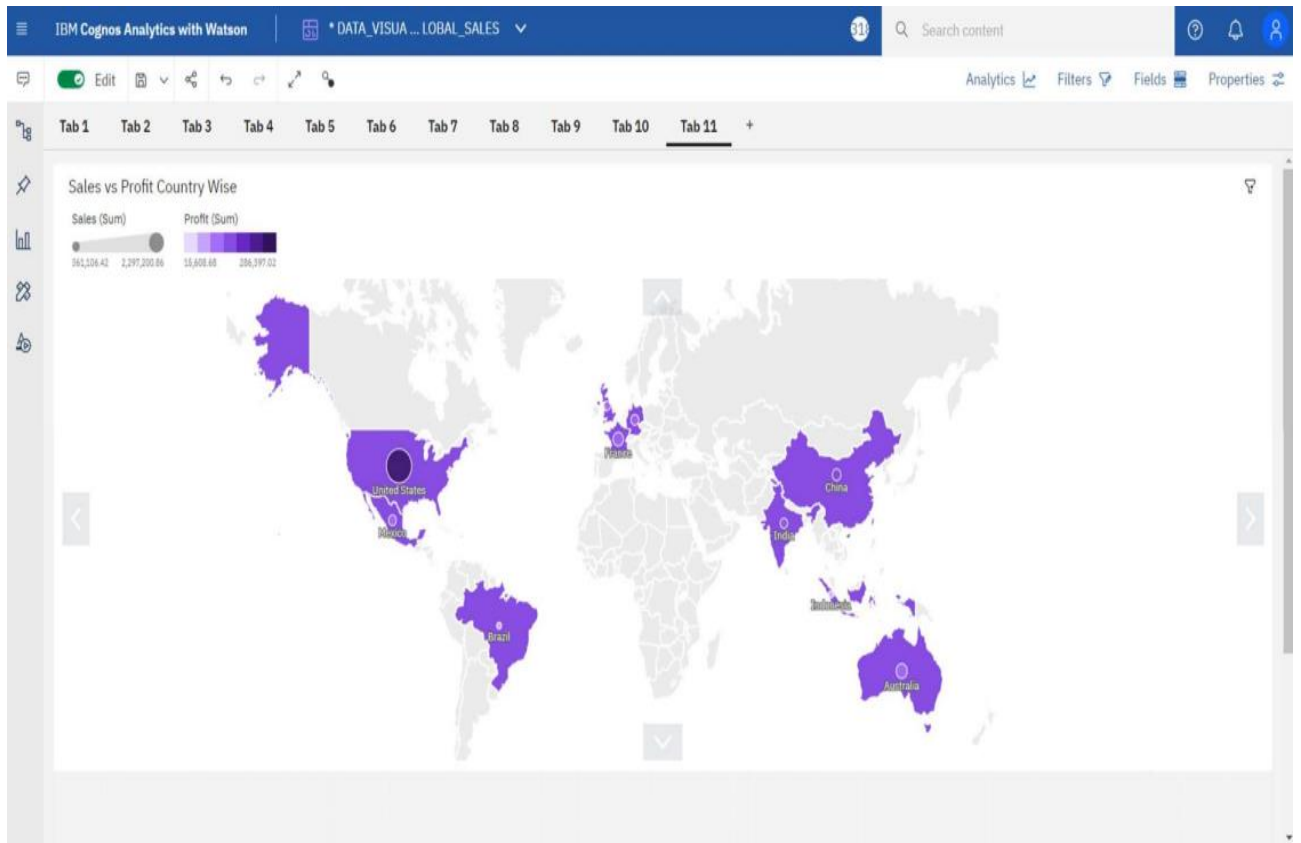 IBM Cognos Analytics with Watson
* DATA_VISUA ... LOBAL_SALES
Search content
Edit
Analytics
Filters
Fields
Properties
Tab 1 Tab 2 Tab 3 Tab 4 Tab 5 Tab 6 Tab 7 Tab 8 Tab 9 Tab 10 Tab 11 +
Sales vs Profit Country Wise
Sales (Sum)
361,106.42 2,297,200.86
Profit (Sum)
15,608.68 286,397.02
France
United States
China
Mexico
India
Indonesia
Brazil
Australia